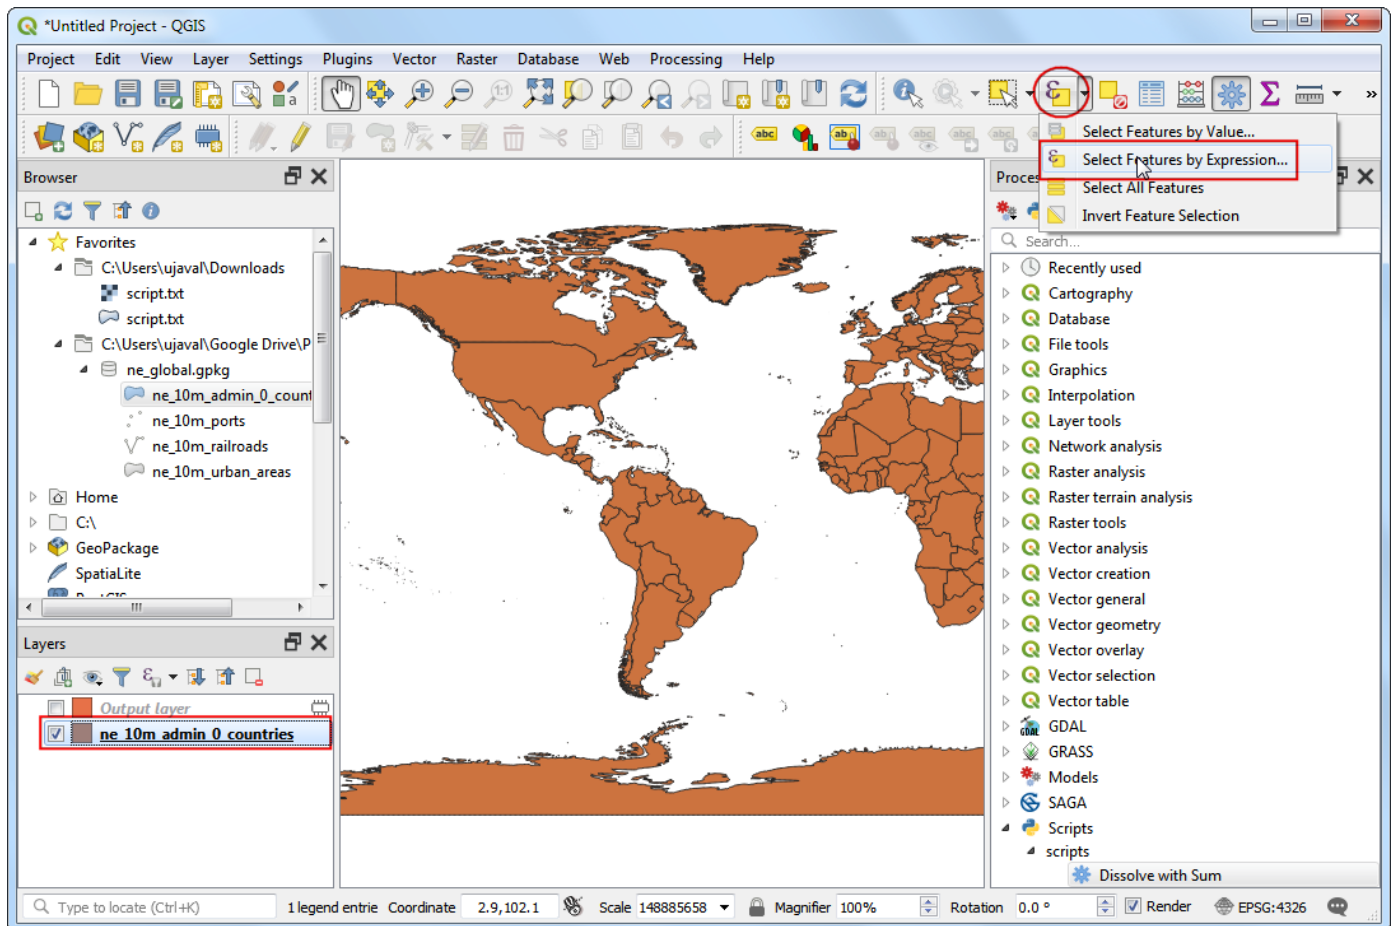 *Untitled Project - QGIS
Project Edit View Layer Settings Plugins Vector Raster Database Web Processing Help
Select Features by Value...
Select Features by Expression...
Select All Features
Invert Feature Selection
Browser
Favorites
C:\Users\ujaval\Downloads
script.txt
script.txt
C:\Users\ujaval\Google Drive\P
ne_global.gpkg
ne_10m_admin_0_count
ne_10m_ports
ne_10m_railroads
ne_10m_urban_areas
Home
C:\
GeoPackage
SpatiaLite
Layers
Output layer
ne_10m_admin_0_countries
Search...
Recently used
Cartography
Database
File tools
Graphics
Interpolation
Layer tools
Network analysis
Raster analysis
Raster terrain analysis
Raster tools
Vector analysis
Vector creation
Vector general
Vector geometry
Vector overlay
Vector selection
Vector table
GDAL
GRASS
Models
SAGA
Scripts
scripts
Dissolve with Sum
Type to locate (Ctrl+K) 1 legend entrie Coordinate 2.9,102.1 Scale 148885658 Magnifier 100% Rotation 0.0 ° Render EPSG:4326